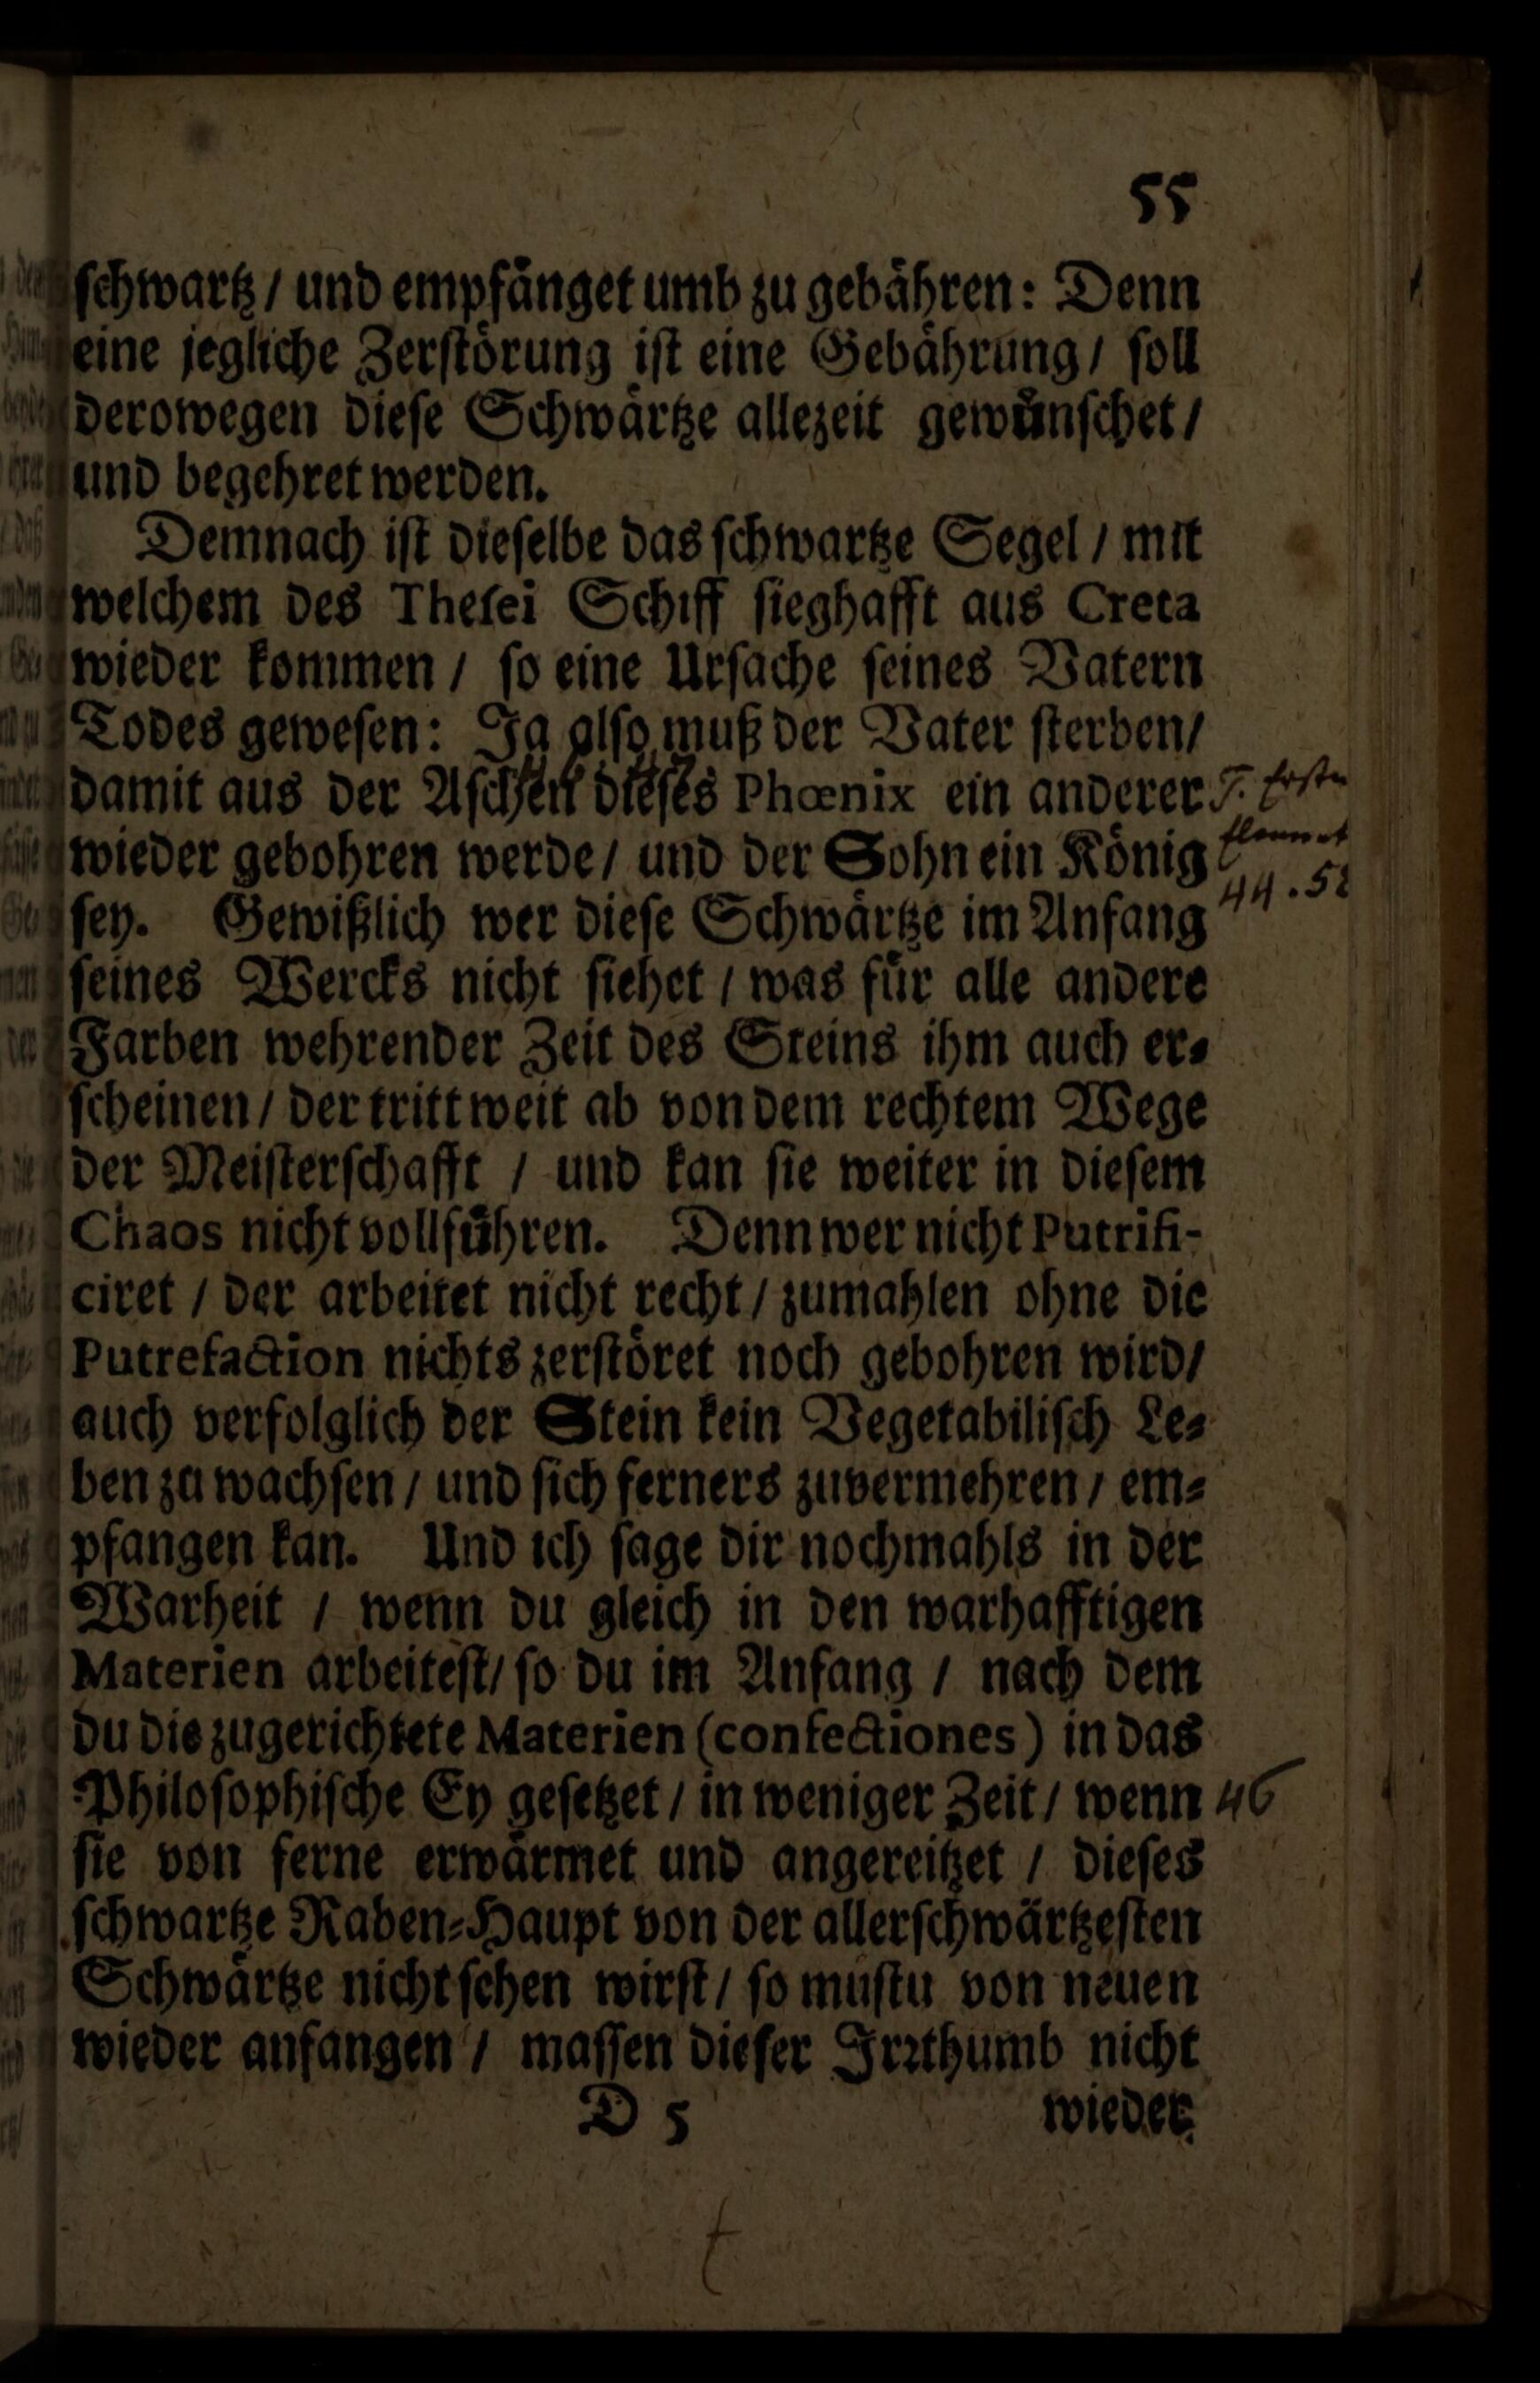 55
ſchwartz / und empfänget umb zu gebähren: Denn
eine jegliche Zerſtörung iſt eine Gebährung / ſoll
derowegen dieſe Schwärtze allezeit gewünſchet /
und begehret werden.
Demnach iſt dieſelbe das ſchwartze Segel / mit
welchem des Theſei Schiff ſieghafft aus Creta
wieder kommen / ſo eine Urſache ſeines Vatern
Todes geweſen: Ja alſo muß der Vater ſterben /
damit aus der Aſchen dieſes Phœnix ein anderer
wieder gebohren werde / und der Sohn ein König
ſey. Gewißlich wer dieſe Schwärtze im Anfang
44.
ſeines Wercks nicht ſiehet / was für alle andere
Farben wehrender Zeit des Steins ihm auch er⸗
ſcheinen / der tritt weit ab von dem rechtem Wege
der Meiſterſchafft / und kan ſie weiter in dieſem
Chaos nicht vollführen. Denn wer nicht Putrifi-
ciret / der arbeitet nicht recht / zumahlen ohne die
Putrefaction nichts zerſtöret noch gebohren wird /
auch verfolglich der Stein kein Vegetabiliſch Le⸗
ben zu wachſen / und ſich ferners zuvermehren / em⸗
pfangen kan. Und ich ſage dir nochmahls in der
Warheit / wenn du gleich in den warhafftigen
Materien arbeiteſt / ſo du im Anfang / nach dem
du die zugerichtete Materien (confectiones) in das
Philoſophiſche Ey geſetzet / in weniger Zeit / wenn
46
ſie von ferne erwärmet und angereitzet / dieſes
ſchwartze Raben⸗Haupt von der allerſchwärtzeſten
Schwärtze nicht ſehen wirſt / ſo muſtu von neuen
wieder anfangen / maſſen dieſer Irꝛthumb nicht
D 5
wieder